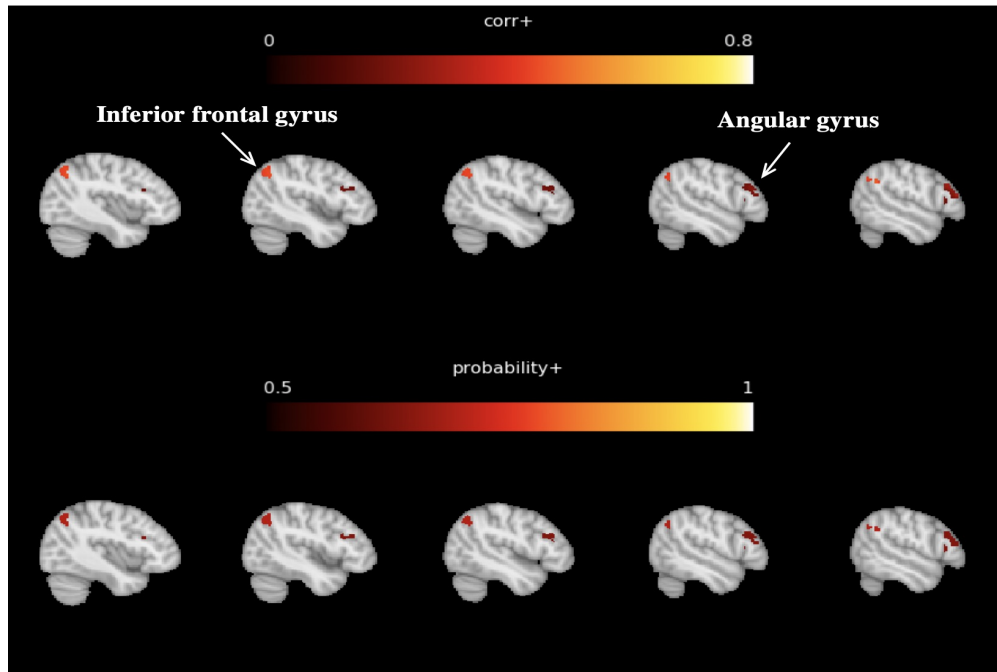 corr+
0 0.8
Inferior frontal gyrus
Angular gyrus
probability+
0.5 1